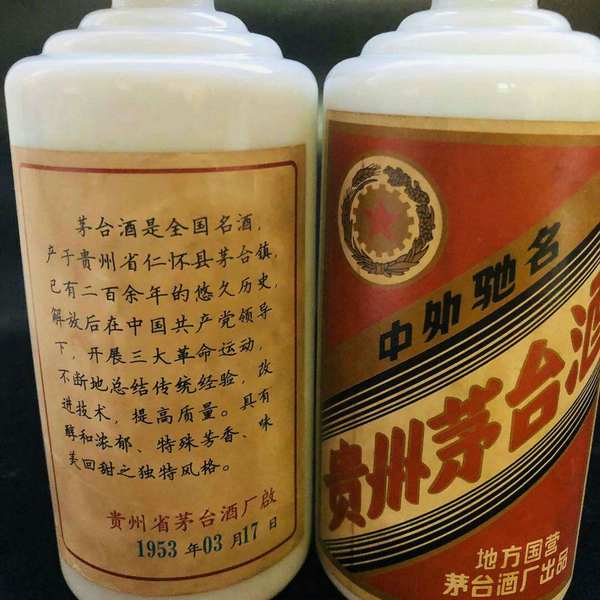 茅台酒是全国名酒，
产于贵州省仁怀县茅台镇，
已有二百余年的悠久历史，
解放后在中国共产党领导
下，开展三大革命运动，
不断地总结传统经验，改
进技术，提高质量。具有
醇和浓郁、特殊芳香、味
美回甜之独特风格。
贵州省茅台酒厂啟
1953 年 03 月 17 日
中外驰名
贵州茅台酒
地方国营
茅台酒厂出品